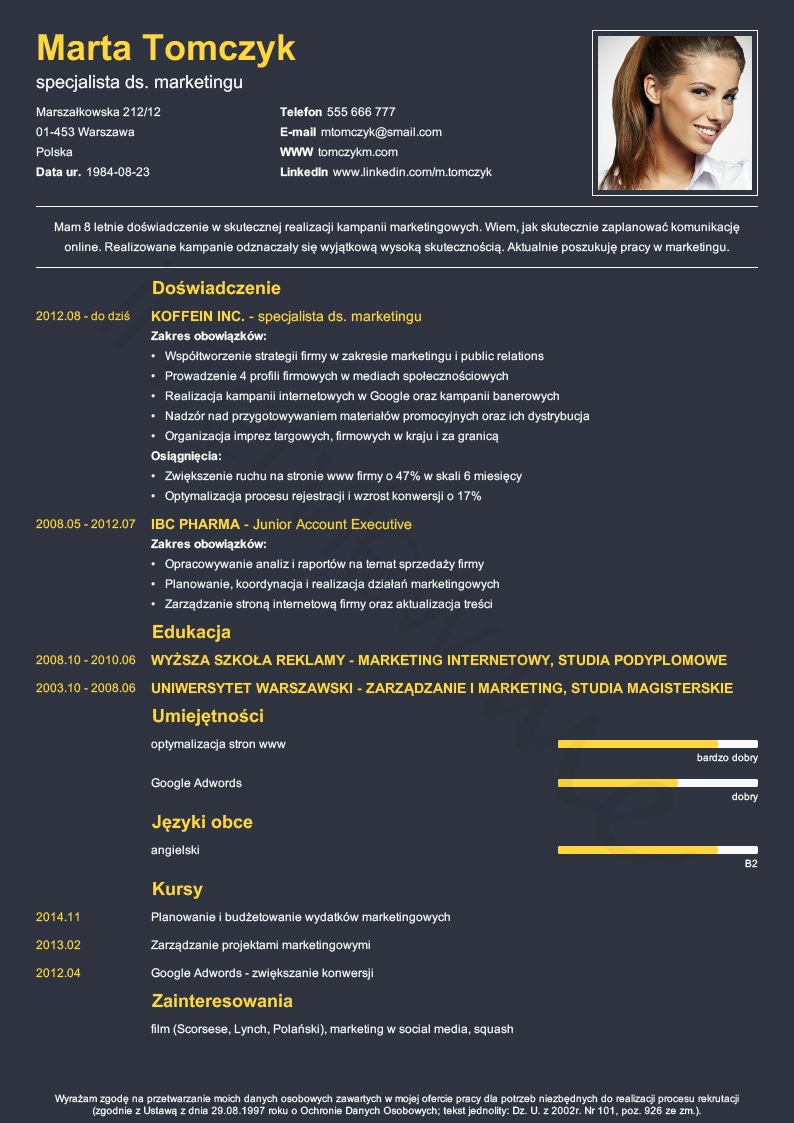 Marta Tomczyk
specjalista ds. marketingu
Marszałkowska 212/12
01-453 Warszawa
Polska
Data ur. 1984-08-23
Telefon 555 666 777
E-mail mtomczyk@smail.com
WWW tomczykm.com
LinkedIn www.linkedin.com/m.tomczyk
Mam 8 letnie doświadczenie w skutecznej realizacji kampanii marketingowych. Wiem, jak skutecznie zaplanować komunikację
online. Realizowane kampanie odznaczały się wyjątkową wysoką skutecznością. Aktualnie poszukuję pracy w marketingu.
Doświadczenie
2012.08 - do dziś KOFFEIN INC. - specjalista ds. marketingu
Zakres obowiązków:
• Współtworzenie strategii firmy w zakresie marketingu i public relations
• Prowadzenie 4 profili firmowych w mediach społecznościowych
• Realizacja kampanii internetowych w Google oraz kampanii banerowych
• Nadzór nad przygotowywaniem materiałów promocyjnych oraz ich dystrybucja
• Organizacja imprez targowych, firmowych w kraju i za granicą
Osiągnięcia:
• Zwiększenie ruchu na stronie www firmy o 47% w skali 6 miesięcy
• Optymalizacja procesu rejestracji i wzrost konwersji o 17%
2008.05 - 2012.07 IBC PHARMA - Junior Account Executive
Zakres obowiązków:
• Opracowywanie analiz i raportów na temat sprzedaży firmy
• Planowanie, koordynacja i realizacja działań marketingowych
• Zarządzanie stroną internetową firmy oraz aktualizacja treści
Edukacja
2008.10 - 2010.06 WYŻSZA SZKOŁA REKLAMY - MARKETING INTERNETOWY, STUDIA PODYPLOMOWE
2003.10 - 2008.06 UNIWERSYTET WARSZAWSKI - ZARZĄDZANIE I MARKETING, STUDIA MAGISTERSKIE
Umiejętności
optymalizacja stron www
bardzo dobry
Google Adwords
dobry
Języki obce
angielski
B2
Kursy
2014.11 Planowanie i budżetowanie wydatków marketingowych
2013.02 Zarządzanie projektami marketingowymi
2012.04 Google Adwords - zwiększanie konwersji
Zainteresowania
film (Scorsese, Lynch, Polański), marketing w social media, squash
Wyrażam zgodę na przetwarzanie moich danych osobowych zawartych w mojej ofercie pracy dla potrzeb niezbędnych do realizacji procesu rekrutacji
(zgodnie z Ustawą z dnia 29.08.1997 roku o Ochronie Danych Osobowych; tekst jednolity: Dz. U. z 2002r. Nr 101, poz. 926 ze zm.).